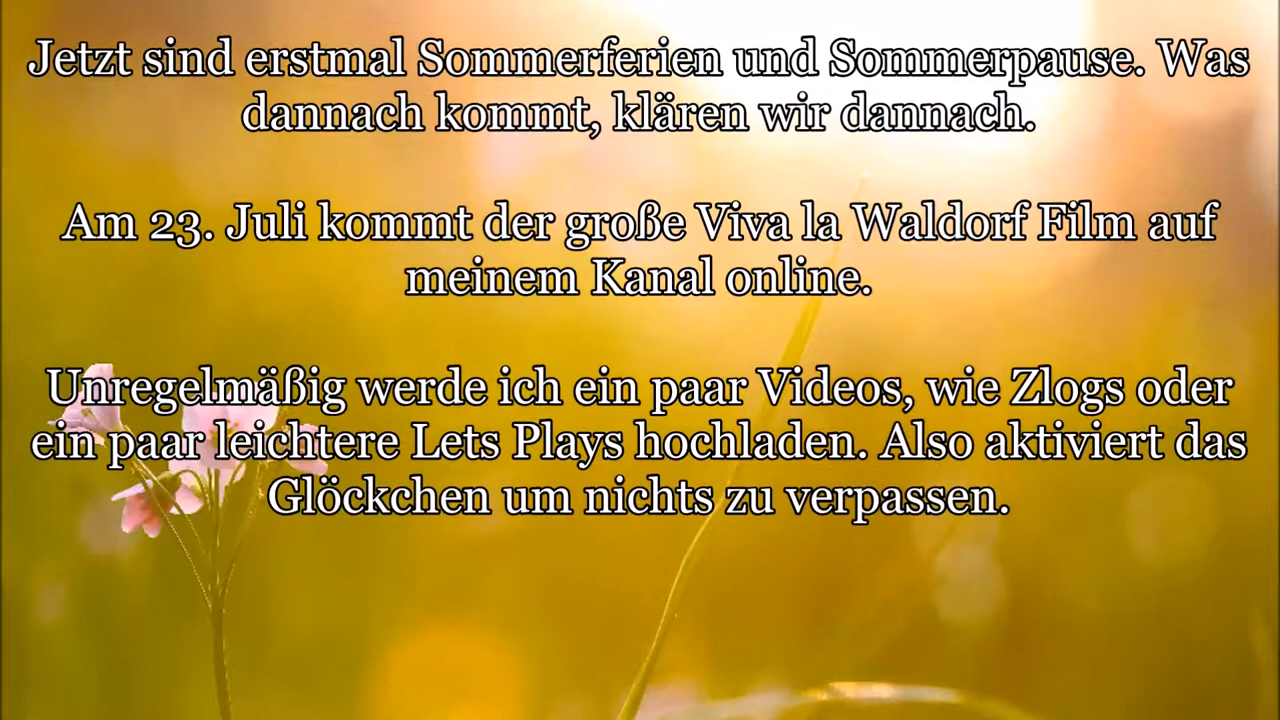 Jetzt sind erstmal Sommerferien und Sommerpause. Was
dannach kommt, klären wir dannach.
Am 23. Juli kommt der große Viva la Waldorf Film auf
meinem Kanal online.
Unregelmäßig werde ich ein paar Videos, wie Zlogs oder
ein paar leichtere Lets Plays hochladen. Also aktiviert das
Glöckchen um nichts zu verpassen.